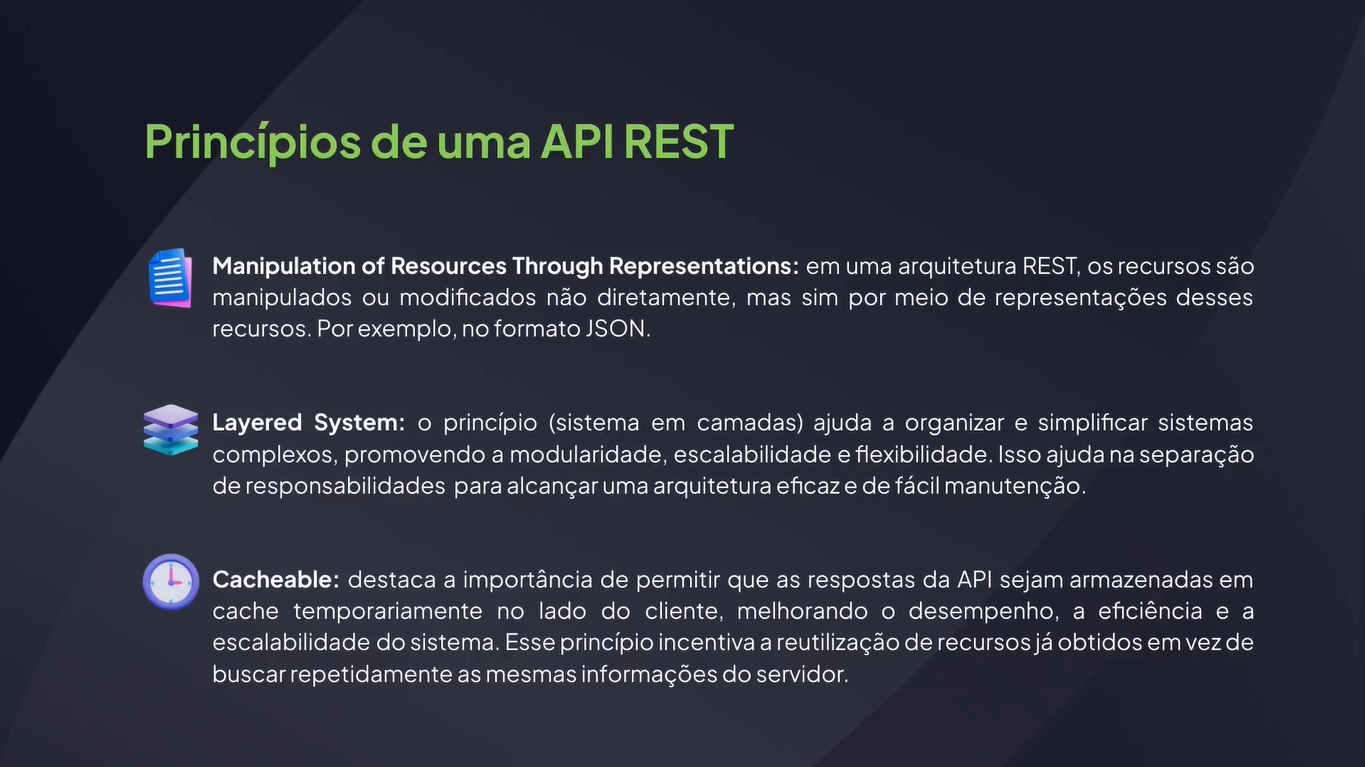 Princípios de uma API REST
Manipulation of Resources Through Representations: em uma arquitetura REST, os recursos são
manipulados ou modificados não diretamente, mas sim por meio de representações desses
recursos. Por exemplo, no formato JSON.
Layered System: o princípio (sistema em camadas) ajuda a organizar e simplificar sistemas
complexos, promovendo a modularidade, escalabilidade e flexibilidade. Isso ajuda na separação
de responsabilidades para alcançar uma arquitetura eficaz e de fácil manutenção.
Cacheable: destaca a importância de permitir que as respostas da API sejam armazenadas em
cache temporariamente no lado do cliente, melhorando o desempenho, a eficiência e a
escalabilidade do sistema. Esse princípio incentiva a reutilização de recursos já obtidos em vez de
buscar repetidamente as mesmas informações do servidor.